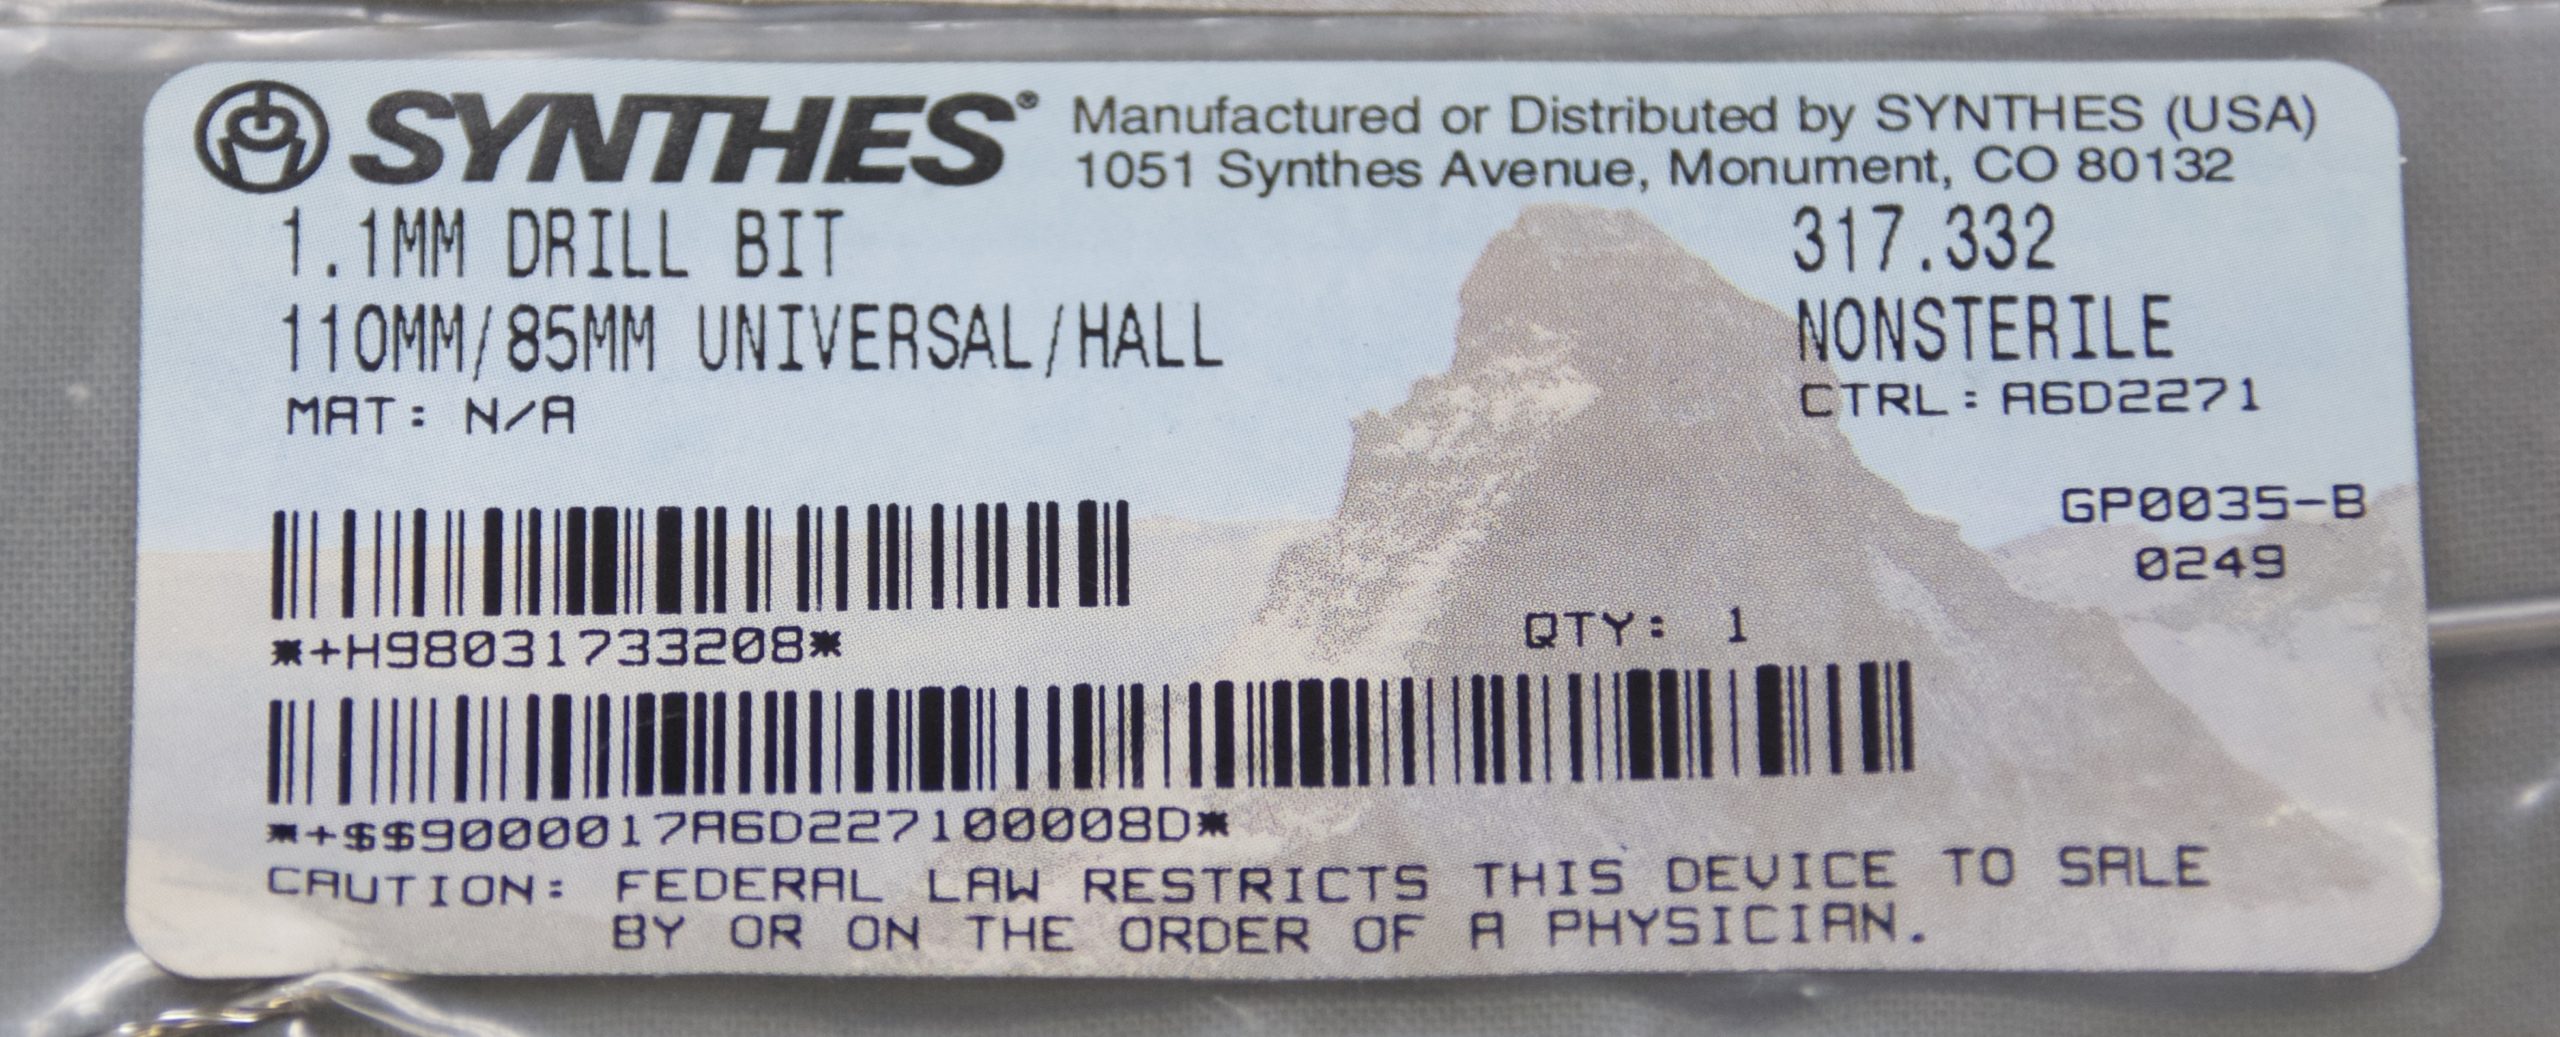 SYNTHES®
Manufactured or Distributed by SYNTHES (USA)
1051 Synthes Avenue, Monument, CO 80132
1.1MM DRILL BIT
317.332
110MM/85MM UNIVERSAL/HALL
NONSTERILE
MAT: N/A
CTRL: A6D2271
GP0035-B
0249
*+H98031733208*
QTY: 1
*+$$9000017A6D227100008D*
CAUTION: FEDERAL LAW RESTRICTS THIS DEVICE TO SALE
BY OR ON THE ORDER OF A PHYSICIAN.